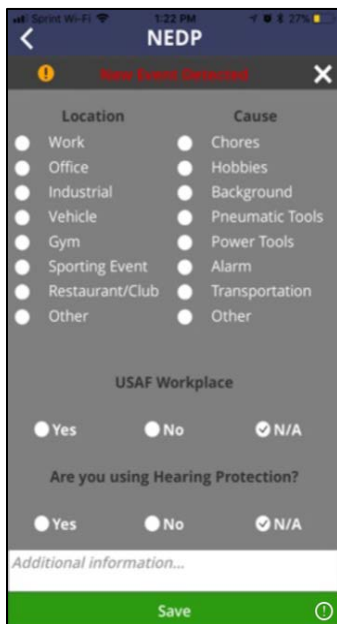 Sprint Wi-Fi 1:22 PM 27%
NEDP
New Event Detected
Location Cause
Work Chores
Office Hobbies
Industrial Background
Vehicle Pneumatic Tools
Gym Power Tools
Sporting Event Alarm
Restaurant/Club Transportation
Other Other
USAF Workplace
Yes No N/A
Are you using Hearing Protection?
Yes No N/A
Additional information...
Save